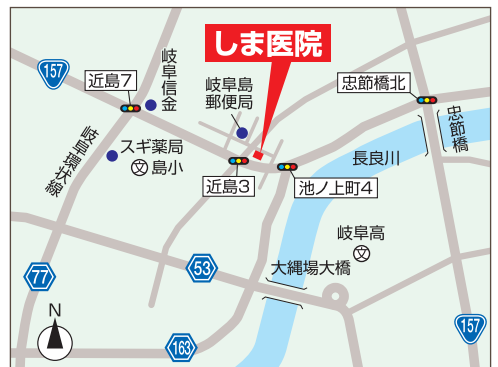 しま医院
157
近島7
岐阜信金
岐阜島
郵便局
忠節橋北
忠節橋
岐阜環状線
スギ薬局
文 島小
近島3
池ノ上町4
長良川
岐阜高
文
大縄場大橋
77
53
163
157
N